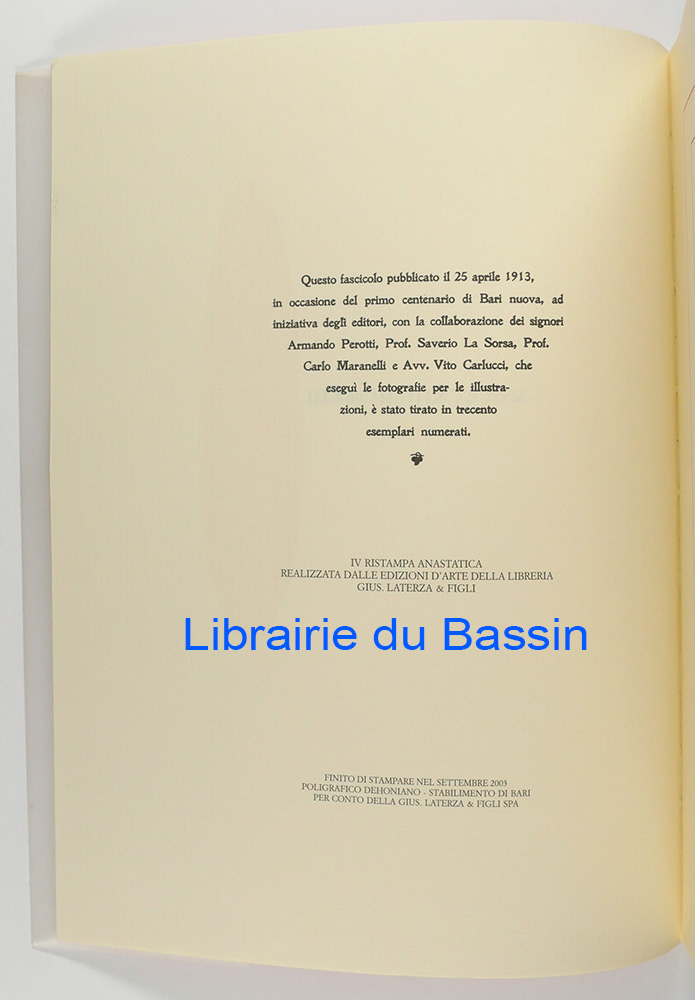 Questo fascicolo pubblicato il 25 aprile 1913,
in occasione del primo centenario di Bari nuova, ad
iniziativa degli editori, con la collaborazione dei signori
Armando Perotti, Prof. Saverio La Sorsa, Prof.
Carlo Maranelli e Avv. Vito Carlucci, che
eseguì le fotografie per le illustra-
zioni, è stato tirato in trecento
esemplari numerati.
IV RISTAMPA ANASTATICA
REALIZZATA DALLE EDIZIONI D'ARTE DELLA LIBRERIA
GIUS. LATERZA & FIGLI
Librairie du Bassin
FINITO DI STAMPARE NEL SETTEMBRE 2003
POLIGRAFICO DEHONIANO - STABILIMENTO DI BARI
PER CONTO DELLA GIUS. LATERZA & FIGLI SPA